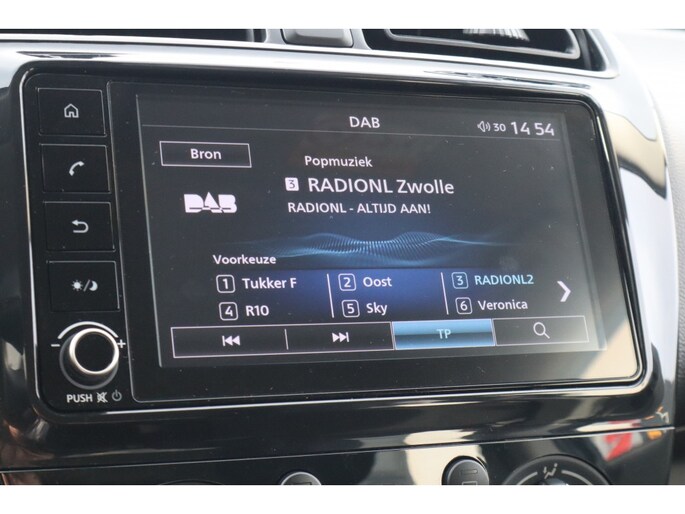 DAB
30 14 54
Bron
Popmuziek
3 RADIONL Zwolle
DAB
RADIONL - ALTIJD AAN!
Voorkeuze
1 Tukker F 2 Oost 3 RADIONL2
4 R10 5 Sky 6 Veronica
TP
PUSH